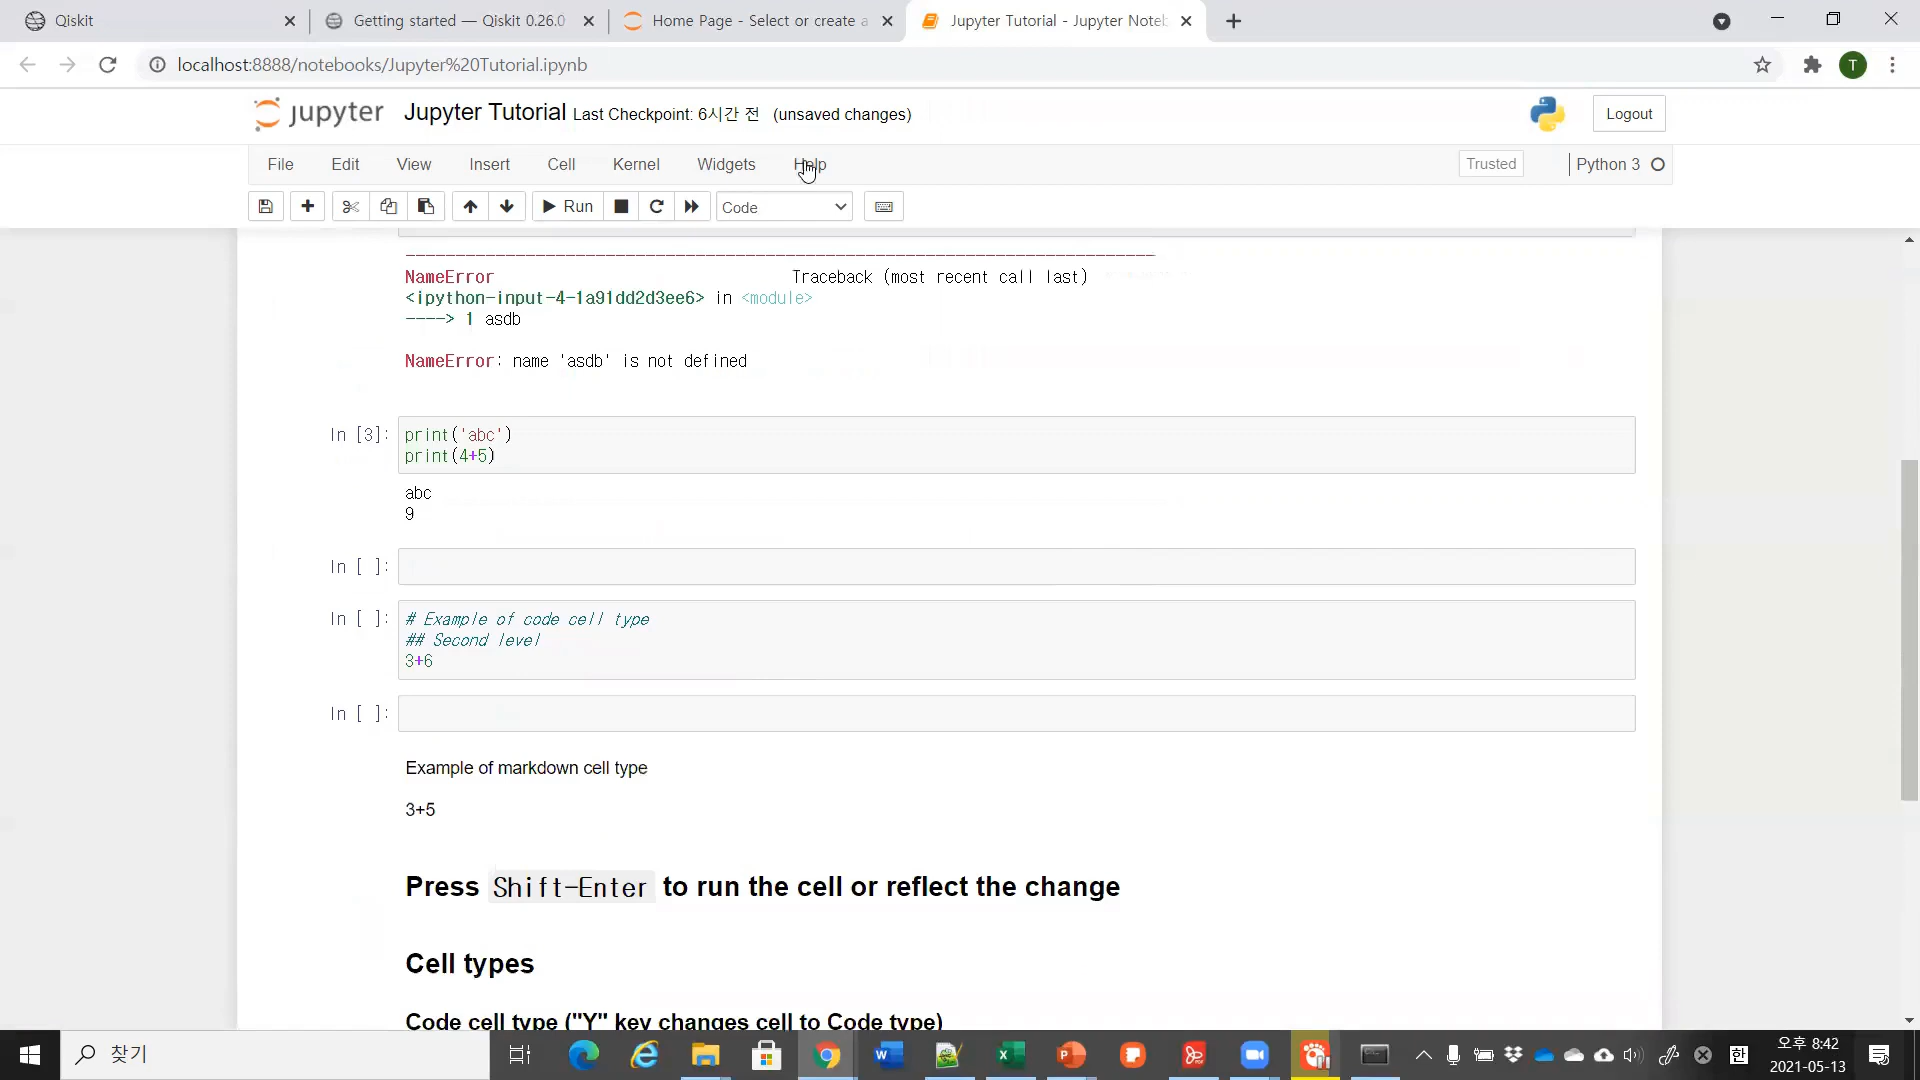 Qiskit
Getting started — Qiskit 0.26.0
Home Page - Select or create a
Jupyter Tutorial - Jupyter Noteb
localhost:8888/notebooks/Jupyter%20Tutorial.ipynb
T
jupyter Jupyter Tutorial Last Checkpoint: 6시간 전 (unsaved changes)
Logout
File Edit View Insert Cell Kernel Widgets Help
Trusted
Python 3
Run
Code
NameError Traceback (most recent call last)
<ipython-input-4-1a91dd2d3ee6> in <module>
----> 1 asdb
NameError: name 'asdb' is not defined
In [3]: print('abc')
print(4+5)
abc
9
In [ ]:
In [ ]: # Example of code cell type
## Second level
3+6
In [ ]:
Example of markdown cell type
3+5
Press Shift-Enter to run the cell or reflect the change
Cell types
Code cell type ("Y" key changes cell to Code type)
찾기
한
오후 8:42
2021-05-13